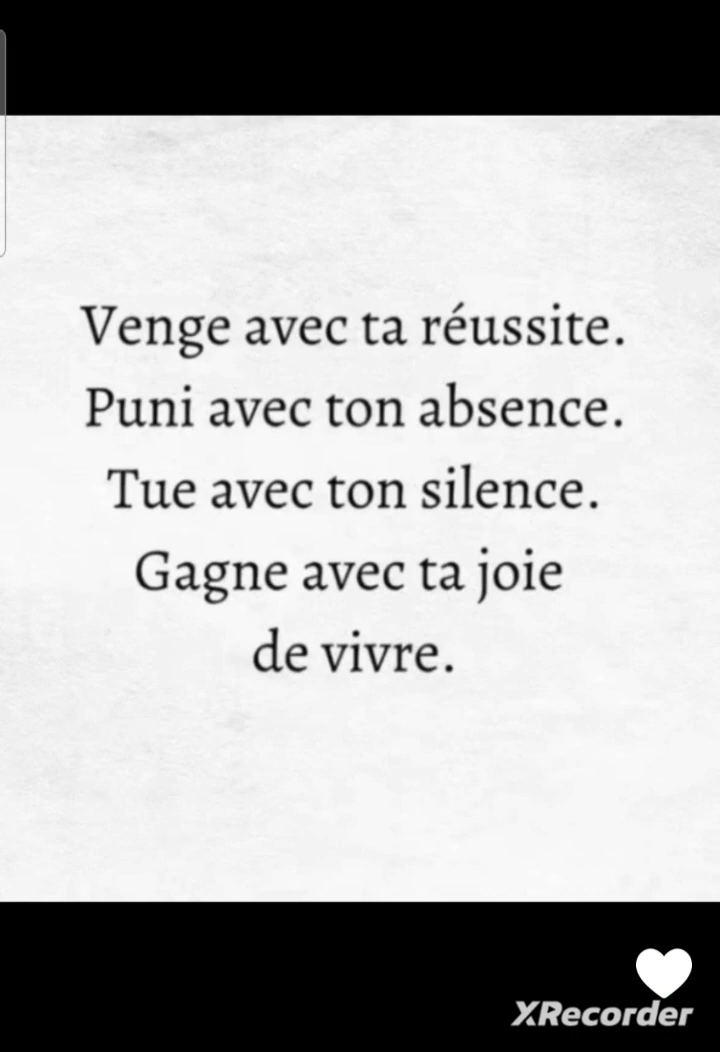 Venge avec ta réussite.
Puni avec ton absence.
Tue avec ton silence.
Gagne avec ta joie
de vivre.
XRecorder